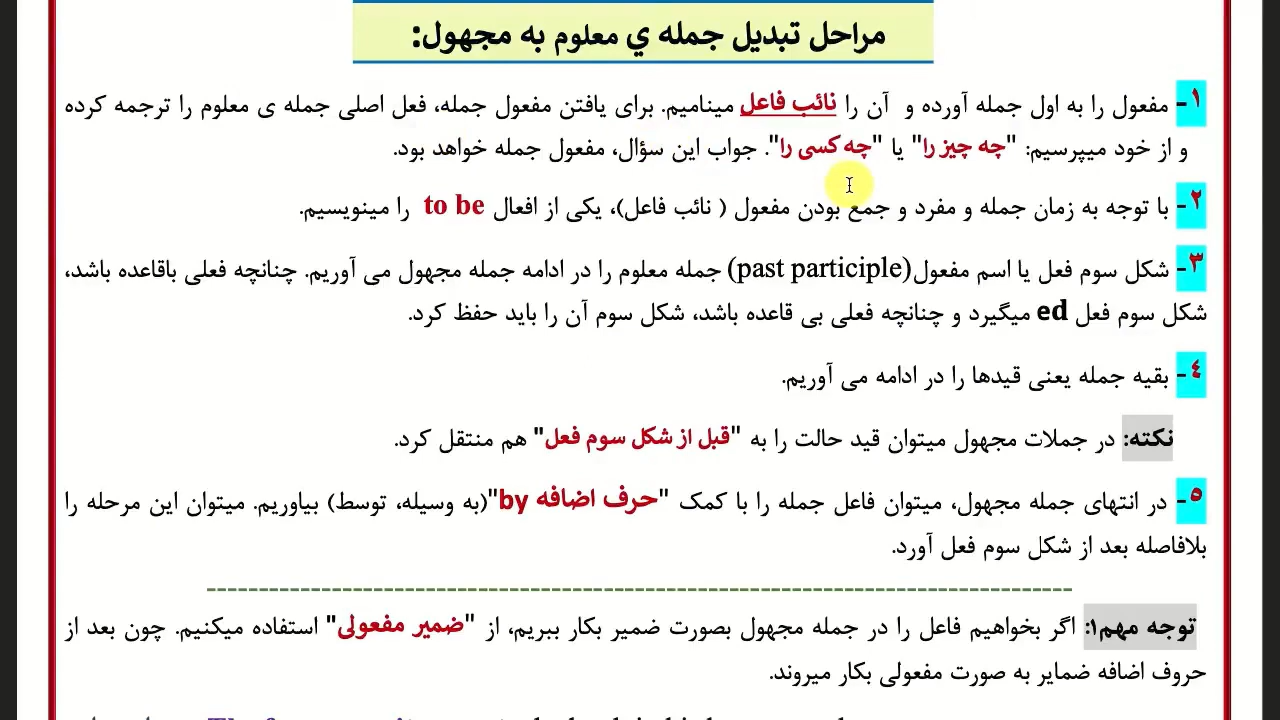 مراحل تبدیل جمله ي معلوم به مجهول:
۱- مفعول را به اول جمله آورده و آن را نائب فاعل مینامیم. برای یافتن مفعول جمله، فعل اصلی جمله ی معلوم را ترجمه کرده
و از خود میپرسیم: "چه چیز را" یا "چه کسی را". جواب این سؤال، مفعول جمله خواهد بود.
۲- با توجه به زمان جمله و مفرد و جمع بودن مفعول ( نائب فاعل)، یکی از افعال to be را مینویسیم.
۳- شکل سوم فعل یا اسم مفعول(past participle) جمله معلوم را در ادامه جمله مجهول می آوریم. چنانچه فعلی باقاعده باشد،
شکل سوم فعل ed میگیرد و چنانچه فعلی بی قاعده باشد، شکل سوم آن را باید حفظ کرد.
٤- بقیه جمله یعنی قیدها را در ادامه می آوریم.
نکته: در جملات مجهول میتوان قید حالت را به "قبل از شکل سوم فعل" هم منتقل کرد.
۵- در انتهای جمله مجهول، میتوان فاعل جمله را با کمک "حرف اضافه by"(به وسیله، توسط) بیاوریم. میتوان این مرحله را
بلافاصله بعد از شکل سوم فعل آورد.
توجه مهم۱: اگر بخواهیم فاعل را در جمله مجهول بصورت ضمیر بکار ببریم، از "ضمیر مفعولی" استفاده میکنیم. چون بعد از
حروف اضافه ضمایر به صورت مفعولی بکار میروند.